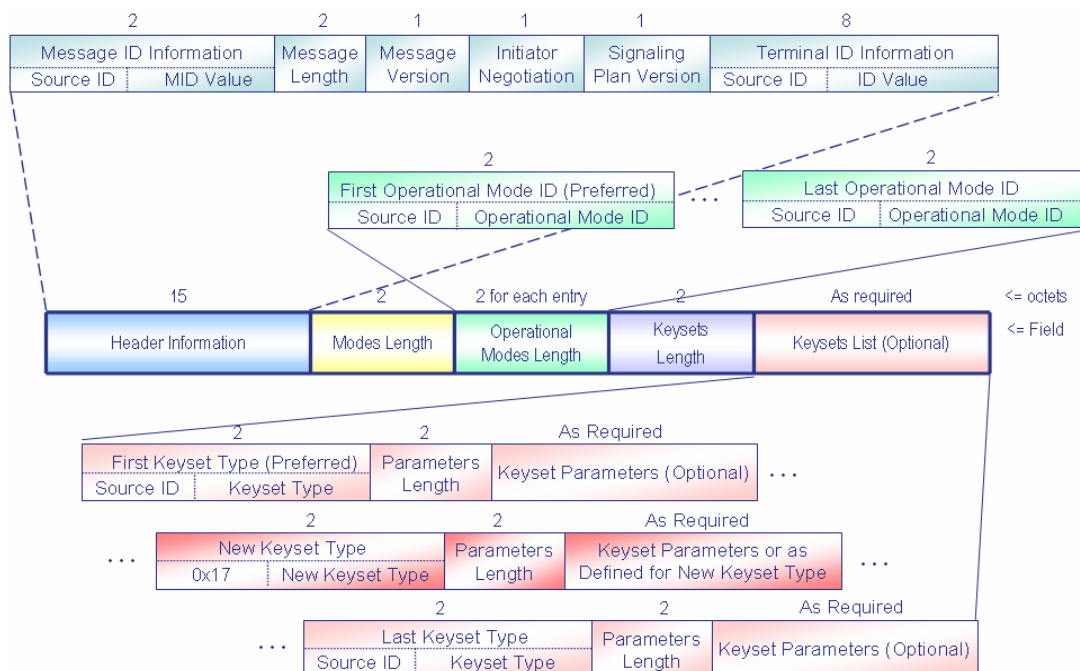 2 2 1 1 1 8
Message ID Information Message Length Message Version Initiator Negotiation Signaling Plan Version Terminal ID Information
Source ID MID Value Source ID ID Value
2 2
First Operational Mode ID (Preferred) ... Last Operational Mode ID
Source ID Operational Mode ID Source ID Operational Mode ID
15 2 2 for each entry 2 As required <= octets
Header Information Modes Length Operational Modes Length Keysets Length Keysets List (Optional) <= Field
2 2 As Required
First Keyset Type (Preferred) Parameters Length Keyset Parameters (Optional) ...
Source ID Keyset Type
2 2 As Required
... New Keyset Type Parameters Length Keyset Parameters or as Defined for New Keyset Type ...
0x17 New Keyset Type
2 2 As Required
... Last Keyset Type Parameters Length Keyset Parameters (Optional)
Source ID Keyset Type